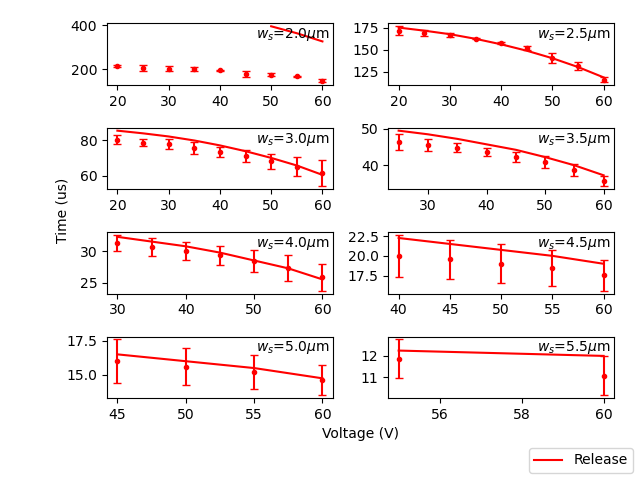 400
200
w_s=2.0μm
20 30 40 50 60
175
150
125
w_s=2.5μm
20 30 40 50 60
80
60
w_s=3.0μm
20 30 40 50 60
50
40
w_s=3.5μm
30 40 50 60
Time (us)
30
25
w_s=4.0μm
30 40 50 60
22.5
20.0
17.5
w_s=4.5μm
40 45 50 55 60
17.5
15.0
w_s=5.0μm
45 50 55 60
12
11
w_s=5.5μm
56 58 60
Voltage (V)
Release